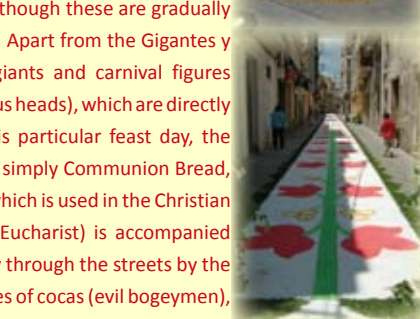 though these are gradually
. Apart from the Gigantes y
giants and carnival figures
us heads), which are directly
is particular feast day, the
simply Communion Bread,
which is used in the Christian
Eucharist) is accompanied
through the streets by the
es of cocas (evil bogeymen),